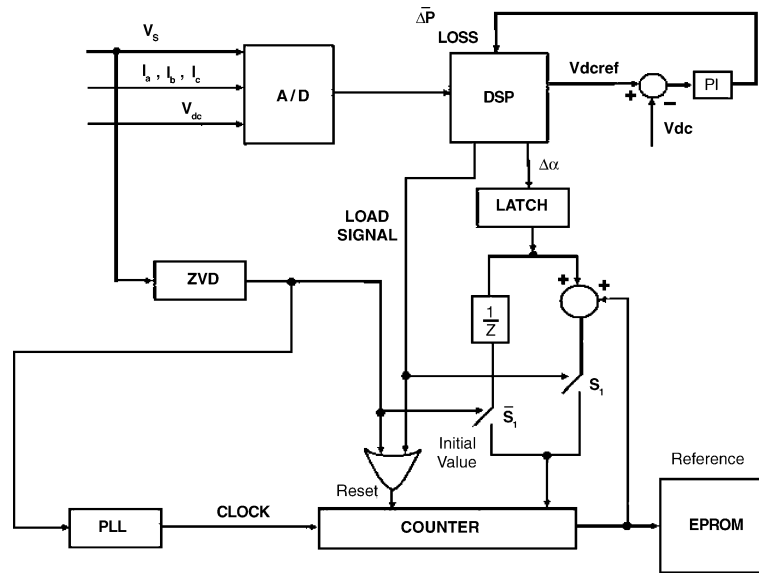 V_S
ΔP̄
LOSS
I_a , I_b , I_c
A/D
DSP
Vdcref
PI
V_dc
+
−
Vdc
Δα
LATCH
LOAD
SIGNAL
ZVD
+
+
1
Z
S_1
S̄_1
Initial
Value
Reference
Reset
PLL
CLOCK
COUNTER
EPROM